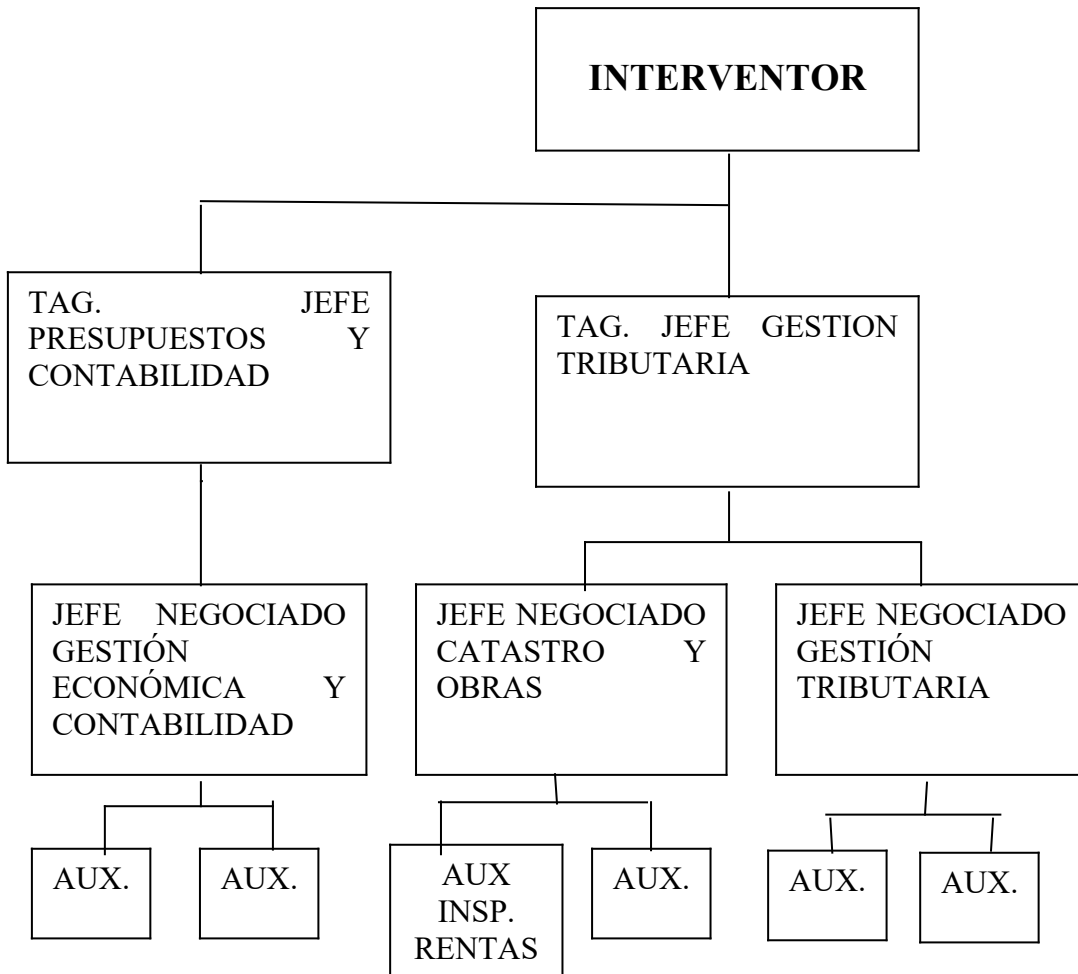 INTERVENTOR
TAG. JEFE
PRESUPUESTOS Y
CONTABILIDAD
TAG. JEFE GESTION
TRIBUTARIA
JEFE NEGOCIADO
GESTIÓN
ECONÓMICA Y
CONTABILIDAD
JEFE NEGOCIADO
CATASTRO Y
OBRAS
JEFE NEGOCIADO
GESTIÓN
TRIBUTARIA
AUX.
AUX.
AUX
INSP.
RENTAS
AUX.
AUX.
AUX.